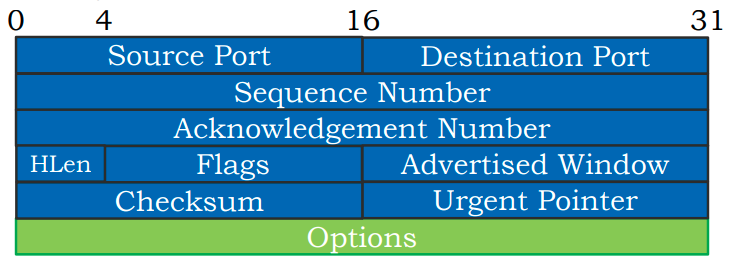 0 4 16 31
Source Port Destination Port
Sequence Number
Acknowledgement Number
HLen Flags Advertised Window
Checksum Urgent Pointer
Options